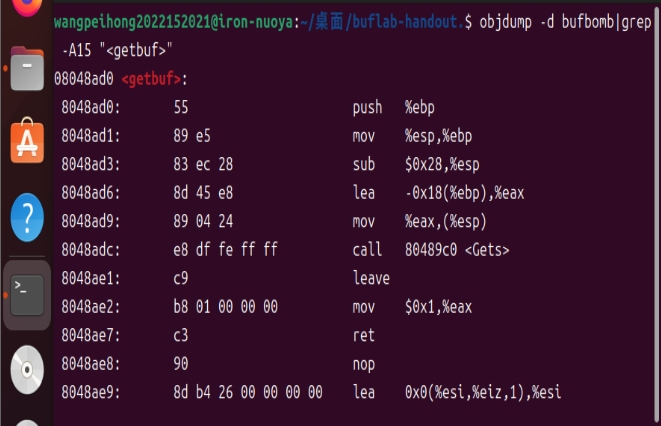 wangpeihong2022152021@iron-nuoya:~/桌面/buflab-handout.$ objdump -d bufbomb|grep
-A15 "<getbuf>"
08048ad0 <getbuf>:
8048ad0: 55 push %ebp
8048ad1: 89 e5 mov %esp,%ebp
8048ad3: 83 ec 28 sub $0x28,%esp
8048ad6: 8d 45 e8 lea -0x18(%ebp),%eax
8048ad9: 89 04 24 mov %eax,(%esp)
8048adc: e8 df fe ff ff call 80489c0 <Gets>
8048ae1: c9 leave
8048ae2: b8 01 00 00 00 mov $0x1,%eax
8048ae7: c3 ret
8048ae8: 90 nop
8048ae9: 8d b4 26 00 00 00 00 lea 0x0(%esi,%eiz,1),%esi